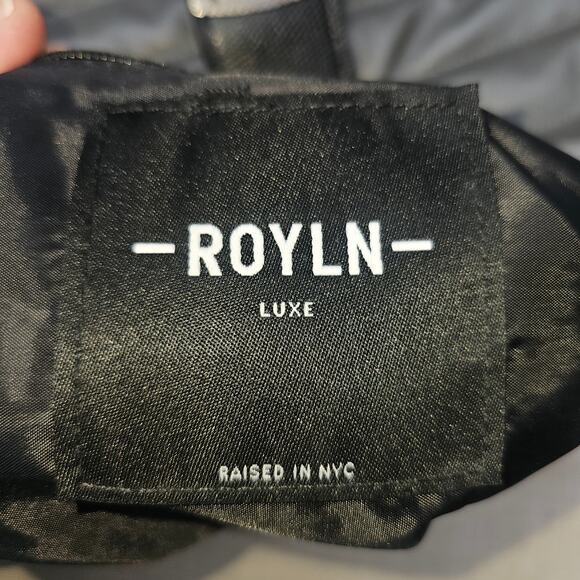 —ROYLN—
LUXE
RAISED IN NYC